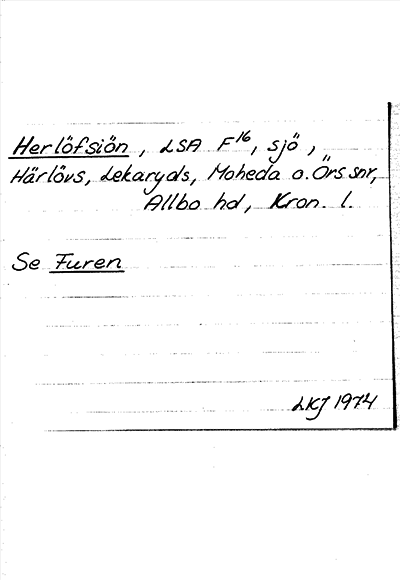 Herlöfsiön, LSA F16, sjö,
Härlövs, Lekaryds, Moheda o. Örs snr,
Allbo hd, Kron. l.
Se Furen
LKJ 1974